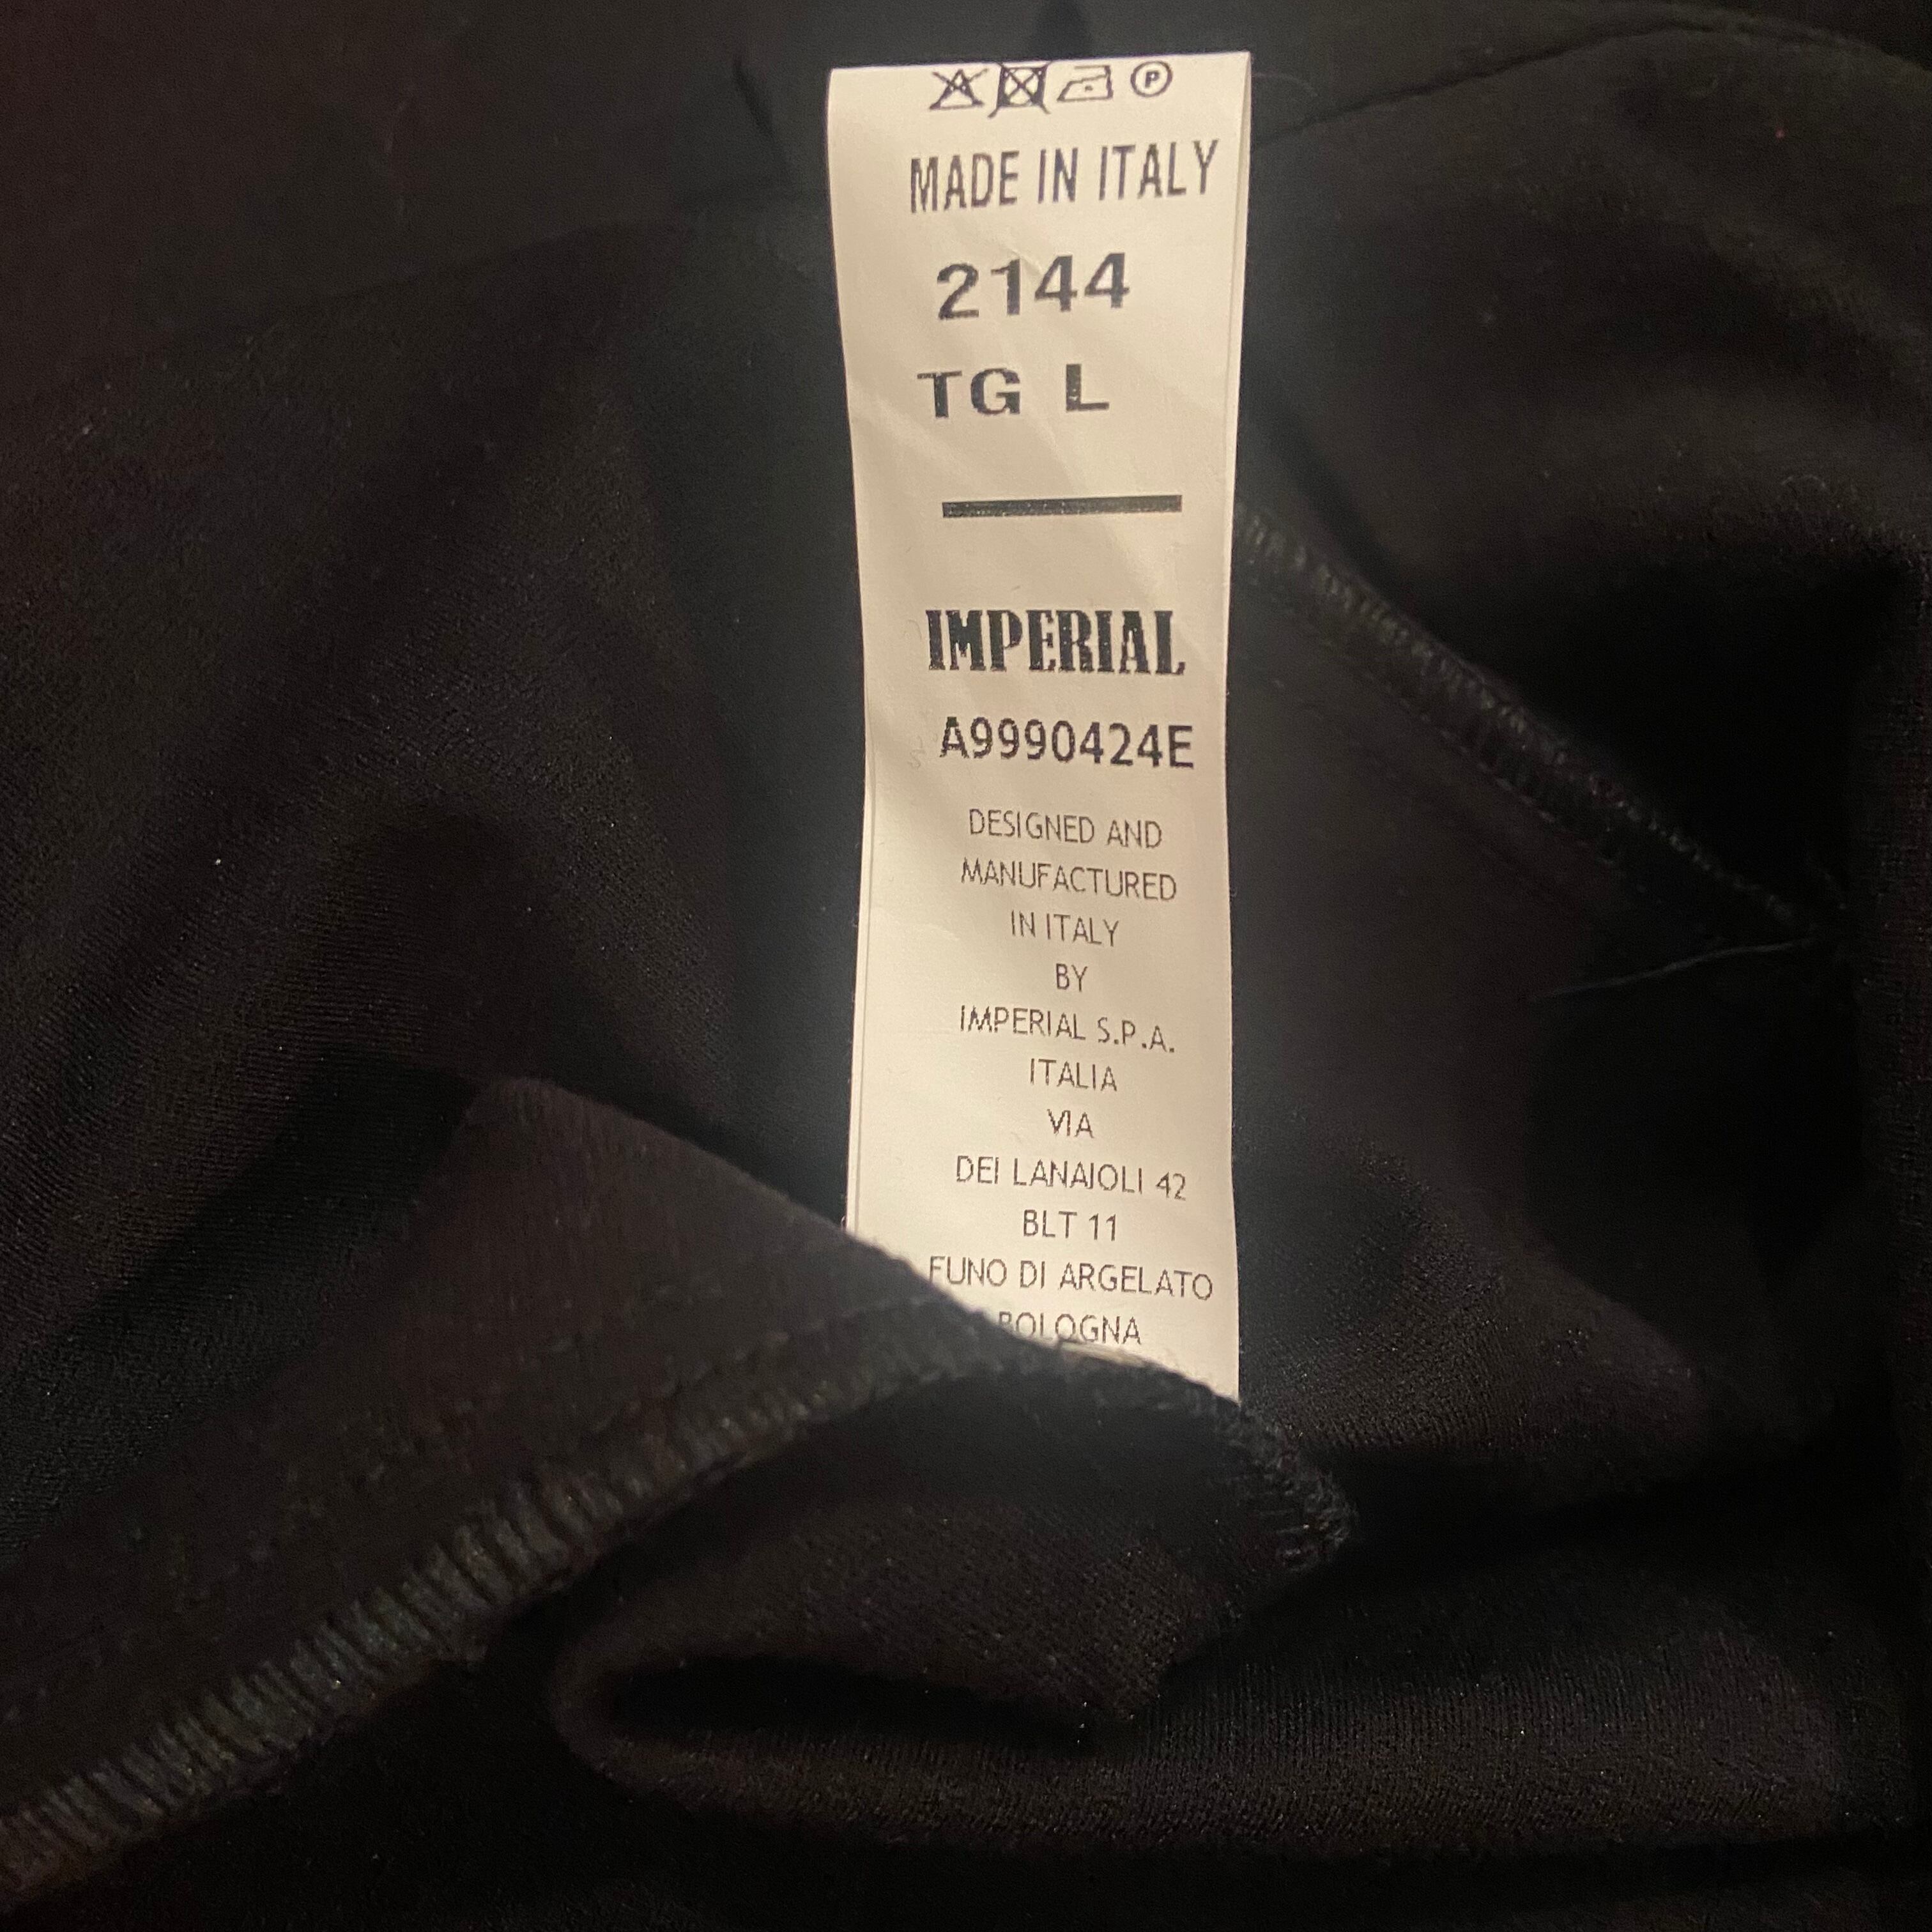 P
MADE IN ITALY
2144
TG L
IMPERIAL
A9990424E
DESIGNED AND
MANUFACTURED
IN ITALY
BY
IMPERIAL S.P.A.
ITALIA
VIA
DEI LANAIOLI 42
BLT 11
FUNO DI ARGELATO
BOLOGNA